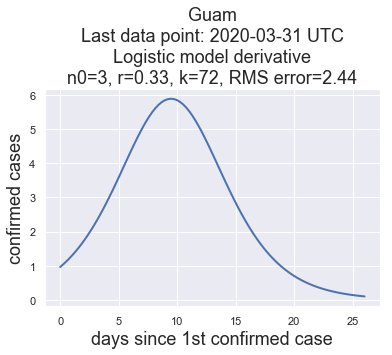 Guam
Last data point: 2020-03-31 UTC
Logistic model derivative
n0=3, r=0.33, k=72, RMS error=2.44
6
5
4
3
2
1
0
confirmed cases
0 5 10 15 20 25
days since 1st confirmed case